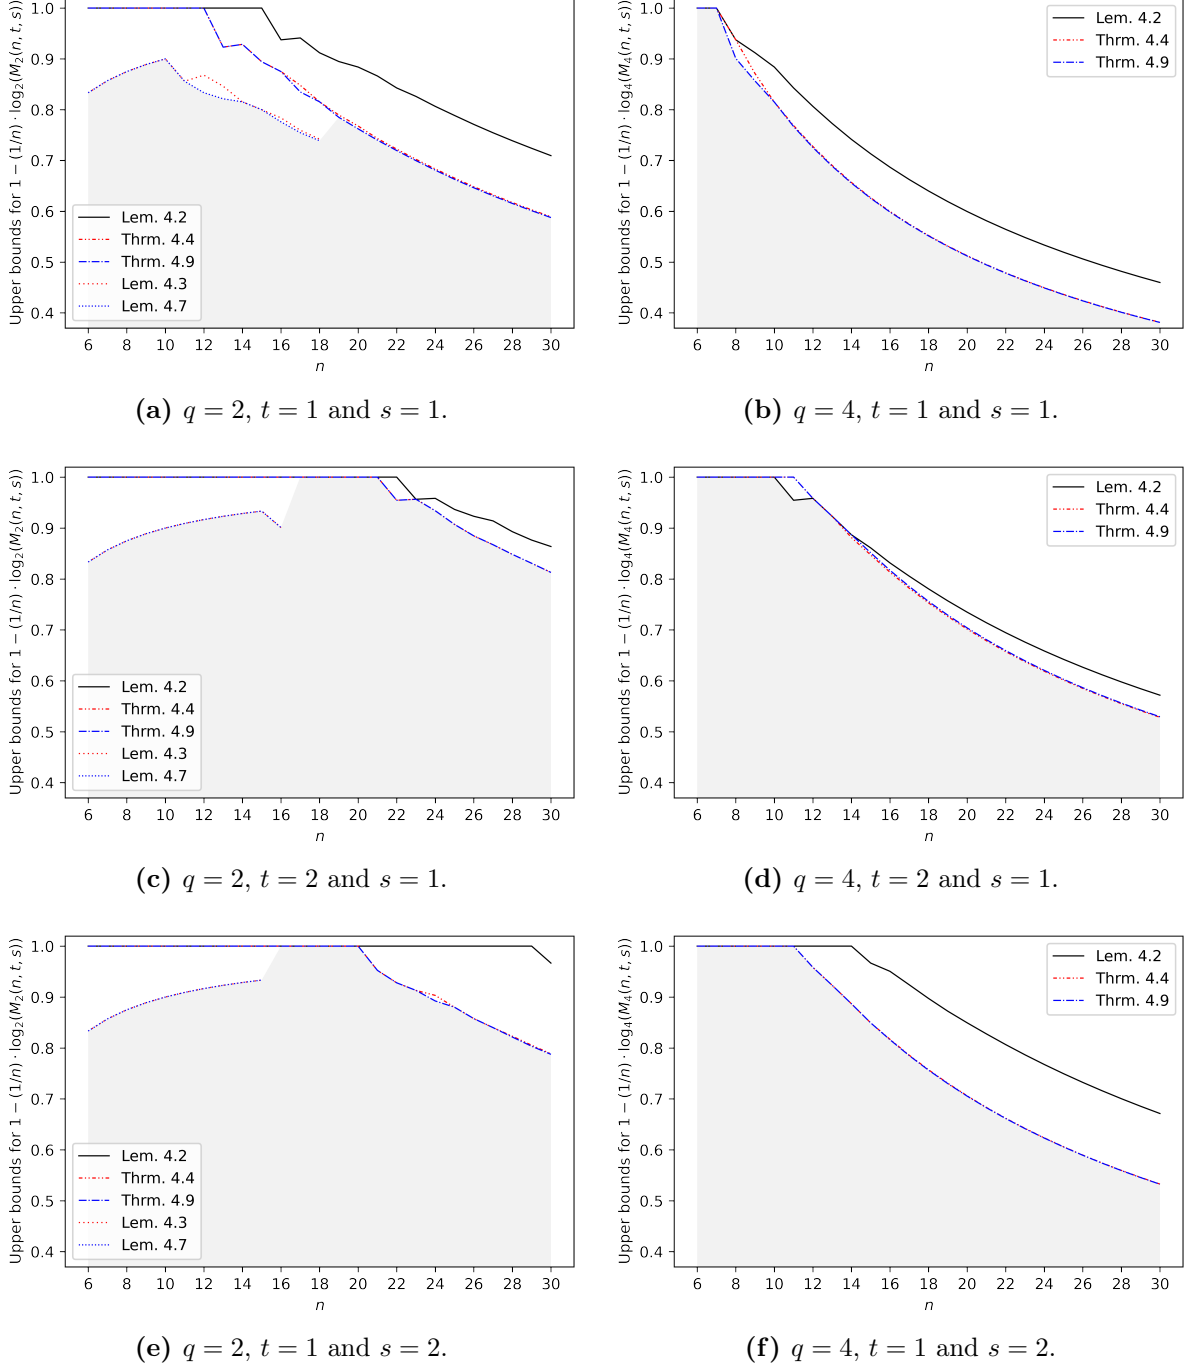 Upper bounds for 1 − (1/n) · log₂(M₂(n, t, s))
1.0
0.9
0.8
0.7
0.6
0.5
0.4
Lem. 4.2
Thrm. 4.4
Thrm. 4.9
Lem. 4.3
Lem. 4.7
6 8 10 12 14 16 18 20 22 24 26 28 30
n
(a) q = 2, t = 1 and s = 1.
Upper bounds for 1 − (1/n) · log₄(M₄(n, t, s))
1.0
0.9
0.8
0.7
0.6
0.5
0.4
Lem. 4.2
Thrm. 4.4
Thrm. 4.9
6 8 10 12 14 16 18 20 22 24 26 28 30
n
(b) q = 4, t = 1 and s = 1.
Upper bounds for 1 − (1/n) · log₂(M₂(n, t, s))
1.0
0.9
0.8
0.7
0.6
0.5
0.4
Lem. 4.2
Thrm. 4.4
Thrm. 4.9
Lem. 4.3
Lem. 4.7
6 8 10 12 14 16 18 20 22 24 26 28 30
n
(c) q = 2, t = 2 and s = 1.
Upper bounds for 1 − (1/n) · log₄(M₄(n, t, s))
1.0
0.9
0.8
0.7
0.6
0.5
0.4
Lem. 4.2
Thrm. 4.4
Thrm. 4.9
6 8 10 12 14 16 18 20 22 24 26 28 30
n
(d) q = 4, t = 2 and s = 1.
Upper bounds for 1 − (1/n) · log₂(M₂(n, t, s))
1.0
0.9
0.8
0.7
0.6
0.5
0.4
Lem. 4.2
Thrm. 4.4
Thrm. 4.9
Lem. 4.3
Lem. 4.7
6 8 10 12 14 16 18 20 22 24 26 28 30
n
(e) q = 2, t = 1 and s = 2.
Upper bounds for 1 − (1/n) · log₄(M₄(n, t, s))
1.0
0.9
0.8
0.7
0.6
0.5
0.4
Lem. 4.2
Thrm. 4.4
Thrm. 4.9
6 8 10 12 14 16 18 20 22 24 26 28 30
n
(f) q = 4, t = 1 and s = 2.